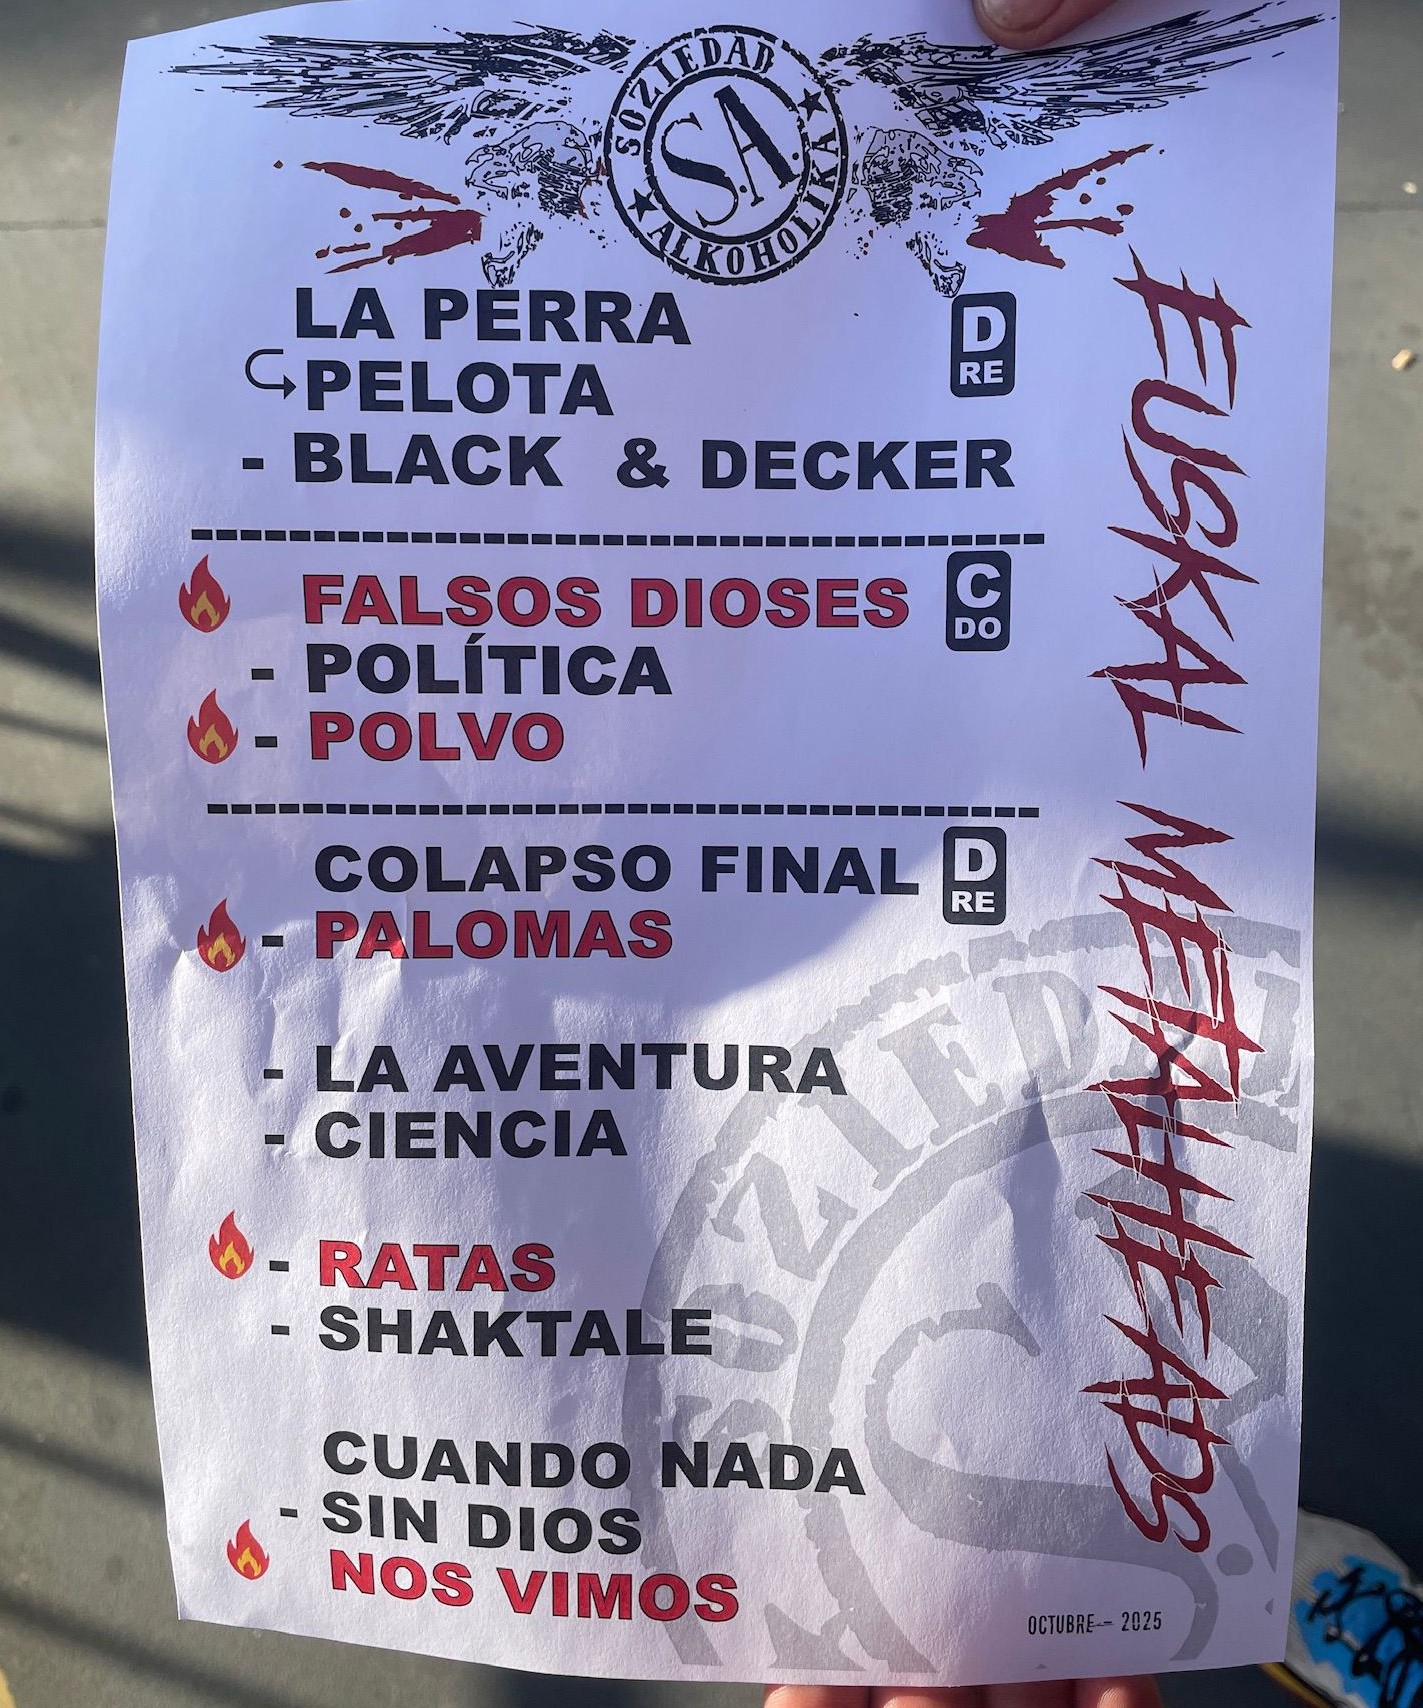 SOZIEDAD
S.A.
ALKOHOLIKA
LA PERRA
D
RE
PELOTA
- BLACK & DECKER
FALSOS DIOSES
C
DO
- POLÍTICA
- POLVO
COLAPSO FINAL
D
RE
- PALOMAS
- LA AVENTURA
- CIENCIA
- RATAS
- SHAKTALE
CUANDO NADA
- SIN DIOS
NOS VIMOS
EUSKAL METALHEADS
SOZIEDAD
S.
OCTUBRE - 2025